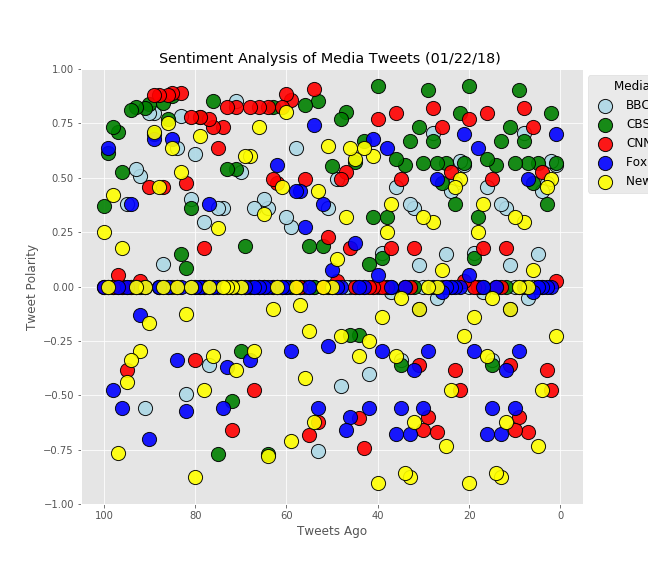 Sentiment Analysis of Media Tweets (01/22/18)
1.00
0.75
0.50
0.25
0.00
−0.25
−0.50
−0.75
−1.00
Tweet Polarity
100
80
60
40
20
0
Tweets Ago
Media
BBC
CBS
CNN
Fox
New